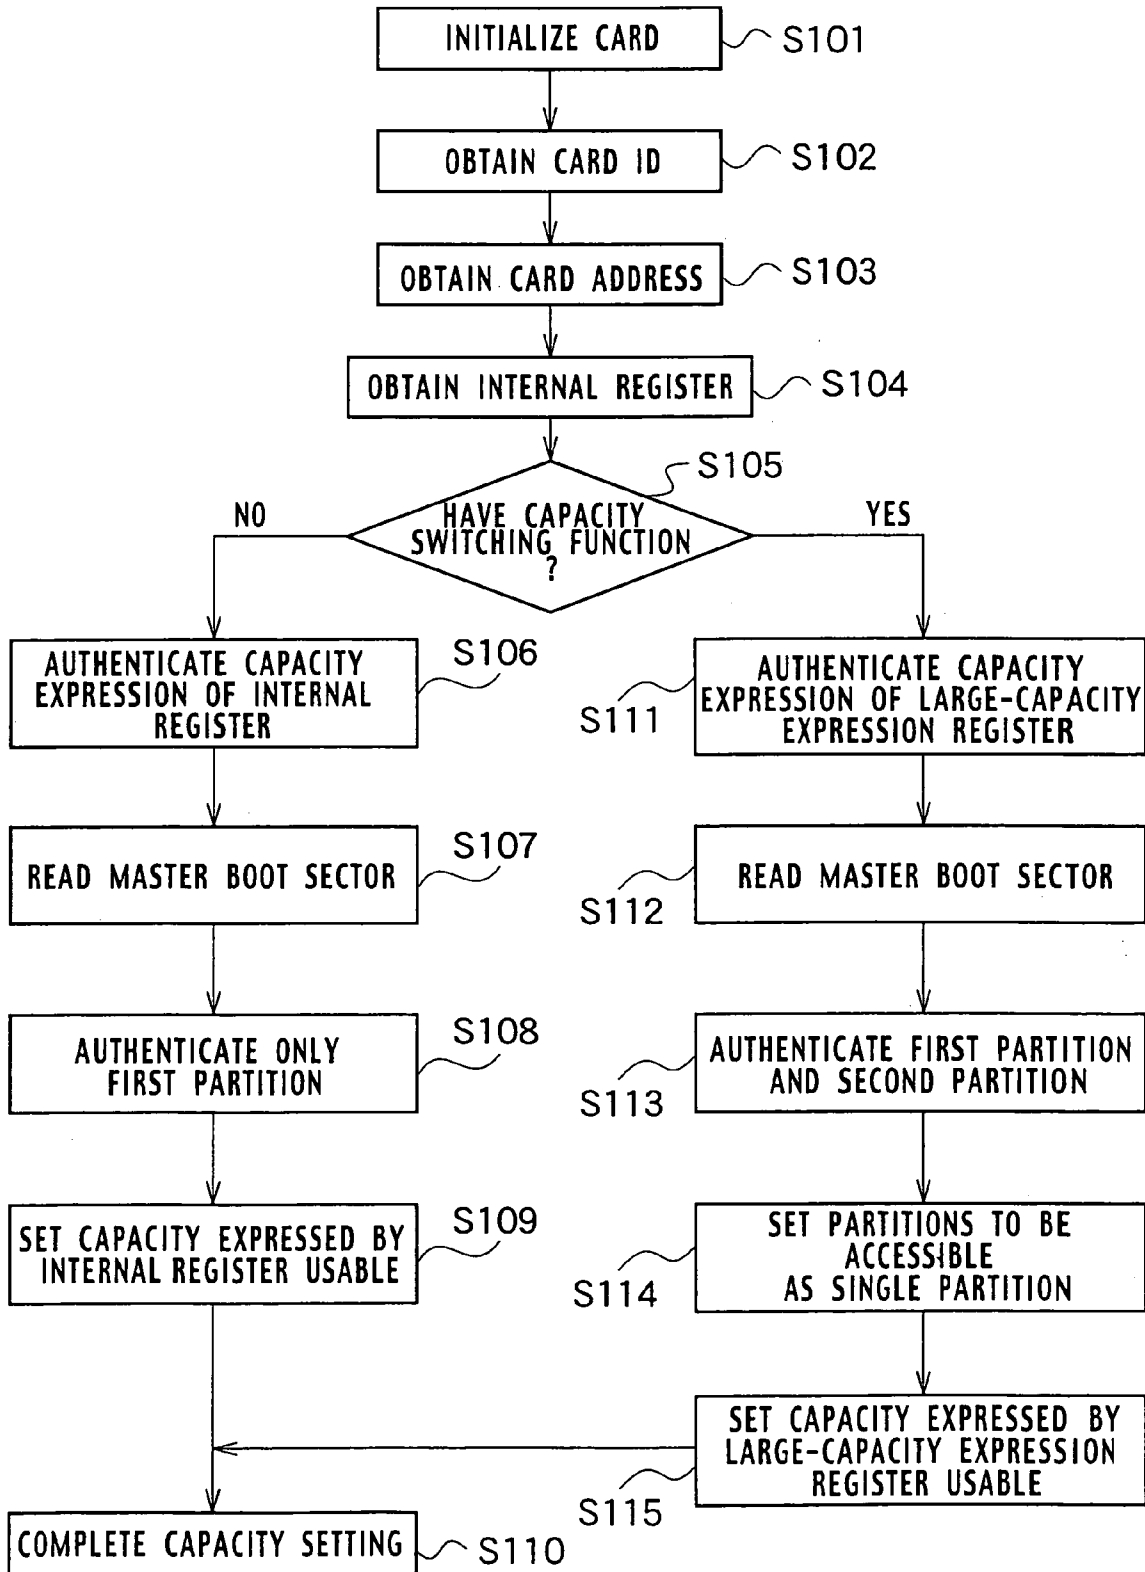 INITIALIZE CARD
S101
OBTAIN CARD ID
S102
OBTAIN CARD ADDRESS
S103
OBTAIN INTERNAL REGISTER
S104
S105
HAVE CAPACITY
SWITCHING FUNCTION
?
NO
YES
AUTHENTICATE CAPACITY
EXPRESSION OF INTERNAL
REGISTER
S106
READ MASTER BOOT SECTOR
S107
AUTHENTICATE ONLY
FIRST PARTITION
S108
SET CAPACITY EXPRESSED BY
INTERNAL REGISTER USABLE
S109
AUTHENTICATE CAPACITY
EXPRESSION OF LARGE-CAPACITY
EXPRESSION REGISTER
S111
READ MASTER BOOT SECTOR
S112
AUTHENTICATE FIRST PARTITION
AND SECOND PARTITION
S113
SET PARTITIONS TO BE
ACCESSIBLE
AS SINGLE PARTITION
S114
SET CAPACITY EXPRESSED BY
LARGE-CAPACITY EXPRESSION
REGISTER USABLE
S115
COMPLETE CAPACITY SETTING
S110